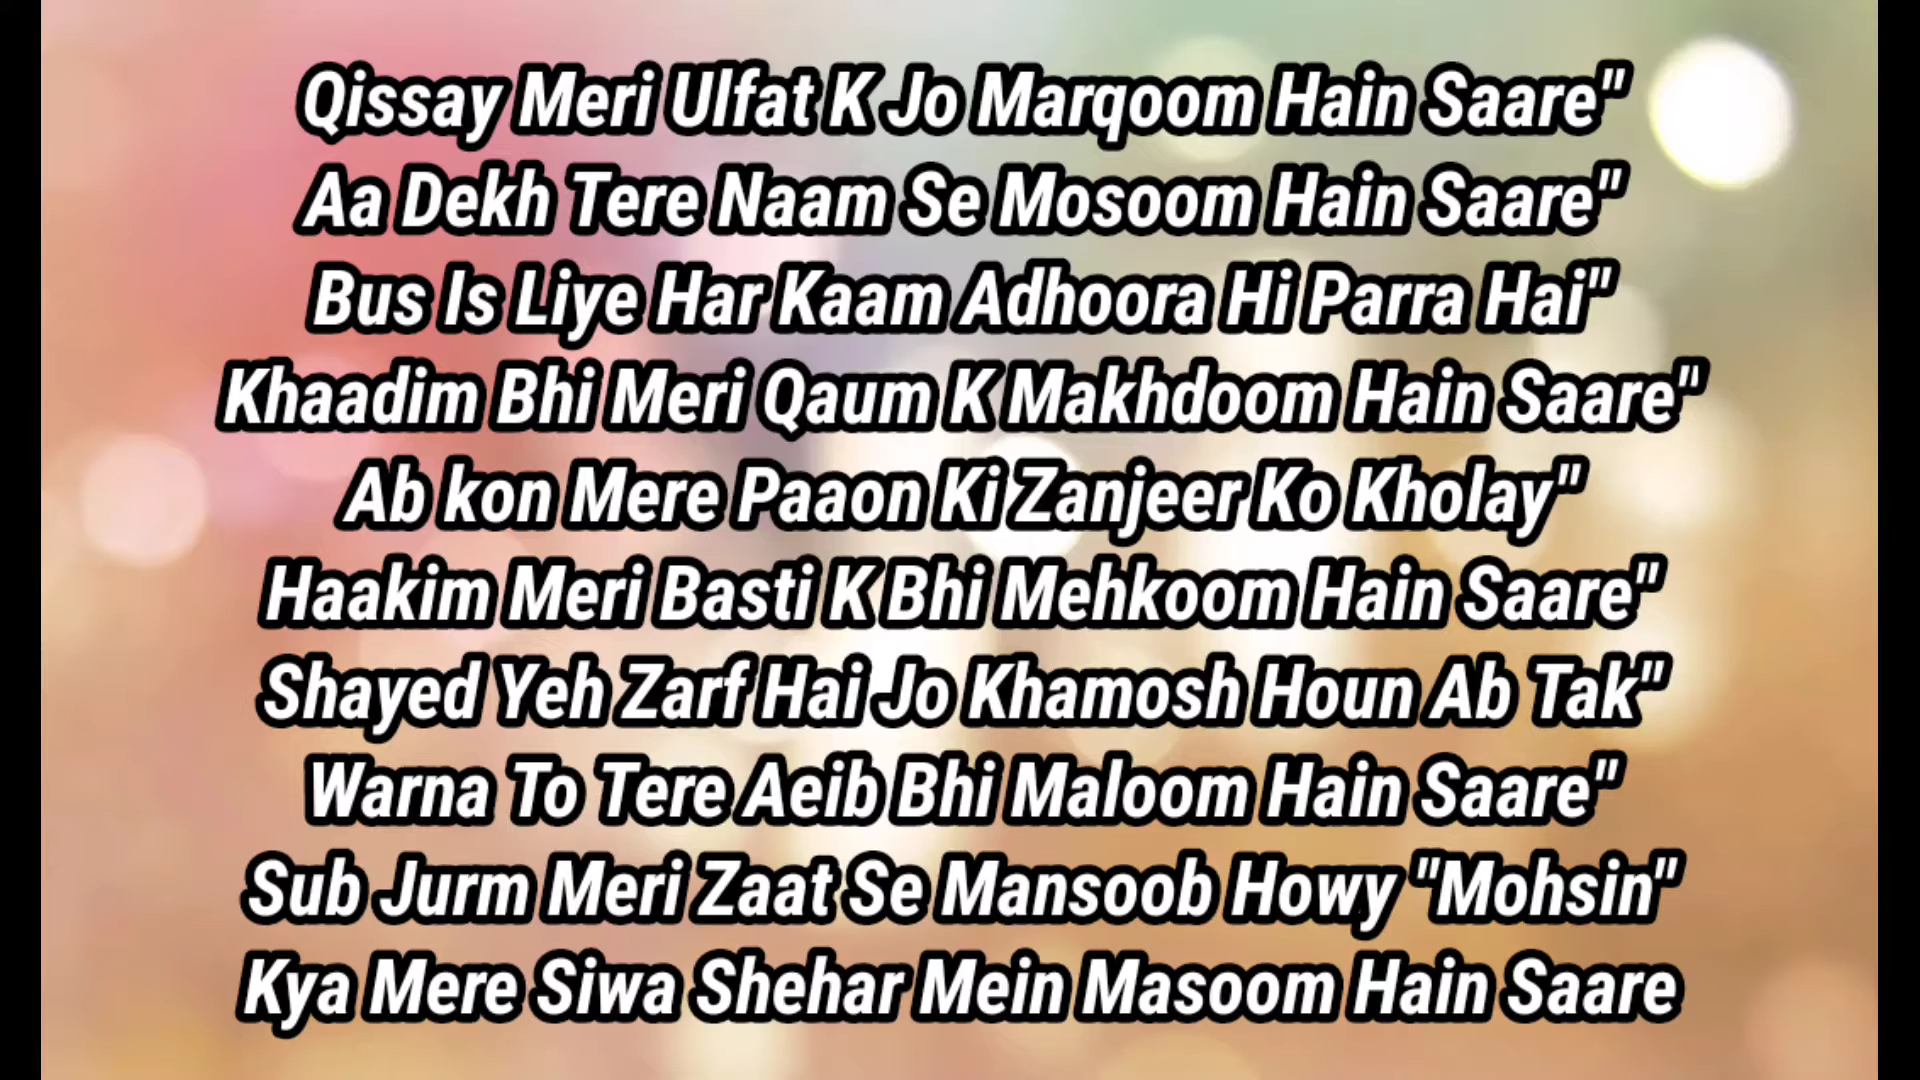 Qissay Meri Ulfat K Jo Marqoom Hain Saare"
Aa Dekh Tere Naam Se Mosoom Hain Saare"
Bus Is Liye Har Kaam Adhoora Hi Parra Hai"
Khaadim Bhi Meri Qaum K Makhdoom Hain Saare"
Ab kon Mere Paaon Ki Zanjeer Ko Kholay"
Haakim Meri Basti K Bhi Mehkoom Hain Saare"
Shayed Yeh Zarf Hai Jo Khamosh Houn Ab Tak"
Warna To Tere Aeib Bhi Maloom Hain Saare"
Sub Jurm Meri Zaat Se Mansoob Howy "Mohsin"
Kya Mere Siwa Shehar Mein Masoom Hain Saare